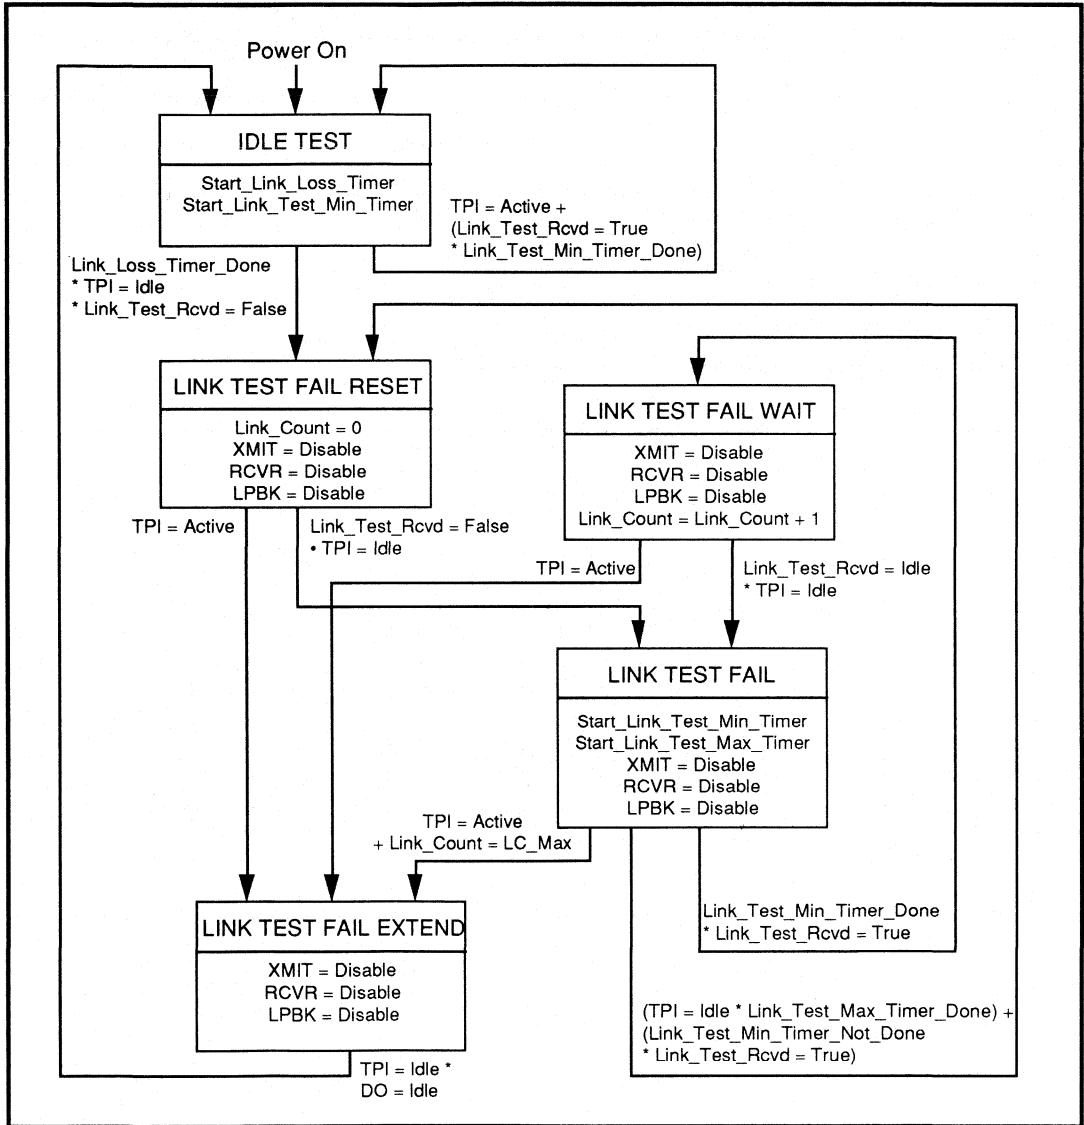 Power On
IDLE TEST
Start_Link_Loss_Timer
Start_Link_Test_Min_Timer
TPI = Active +
(Link_Test_Rcvd = True
* Link_Test_Min_Timer_Done)
Link_Loss_Timer_Done
* TPI = Idle
* Link_Test_Rcvd = False
LINK TEST FAIL RESET
Link_Count = 0
XMIT = Disable
RCVR = Disable
LPBK = Disable
LINK TEST FAIL WAIT
XMIT = Disable
RCVR = Disable
LPBK = Disable
Link_Count = Link_Count + 1
TPI = Active
Link_Test_Rcvd = False
• TPI = Idle
TPI = Active
Link_Test_Rcvd = Idle
* TPI = Idle
LINK TEST FAIL
Start_Link_Test_Min_Timer
Start_Link_Test_Max_Timer
XMIT = Disable
RCVR = Disable
LPBK = Disable
TPI = Active
+ Link_Count = LC_Max
LINK TEST FAIL EXTEND
XMIT = Disable
RCVR = Disable
LPBK = Disable
Link_Test_Min_Timer_Done
* Link_Test_Rcvd = True
(TPI = Idle * Link_Test_Max_Timer_Done) +
(Link_Test_Min_Timer_Not_Done
* Link_Test_Rcvd = True)
TPI = Idle *
DO = Idle